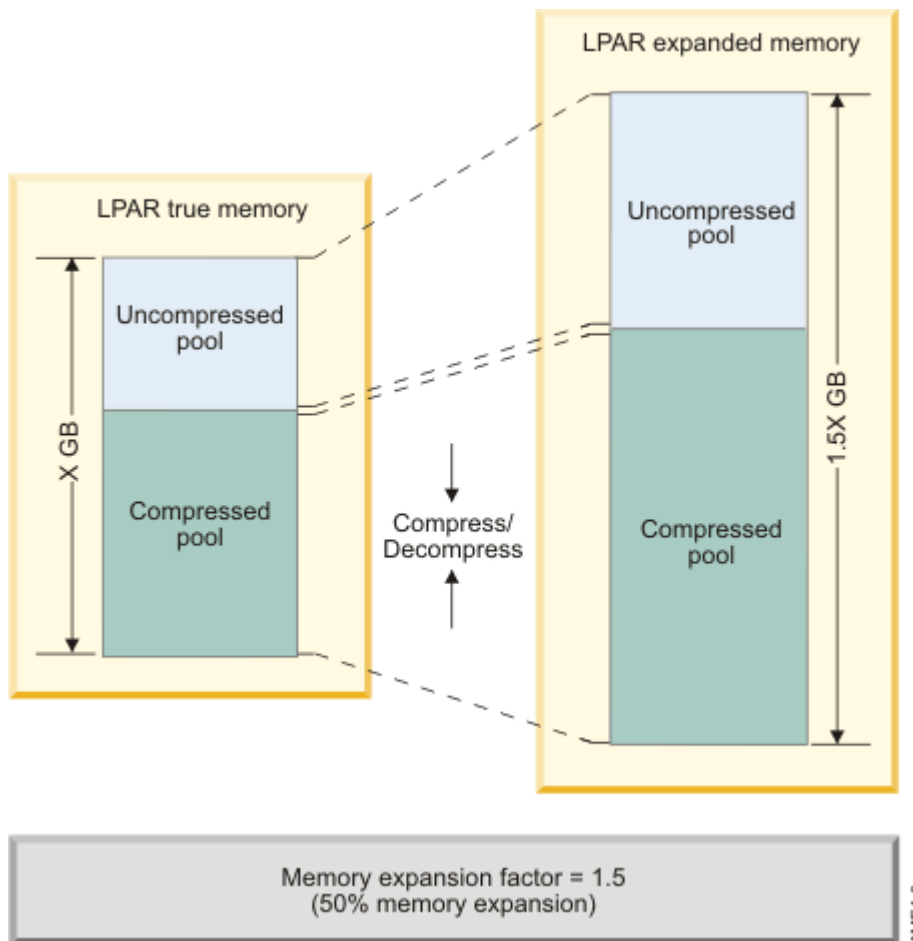 LPAR expanded memory
LPAR true memory
Uncompressed
pool
Uncompressed
pool
X GB
1.5X GB
Compressed
pool
Compress/
Decompress
Compressed
pool
Memory expansion factor = 1.5
(50% memory expansion)